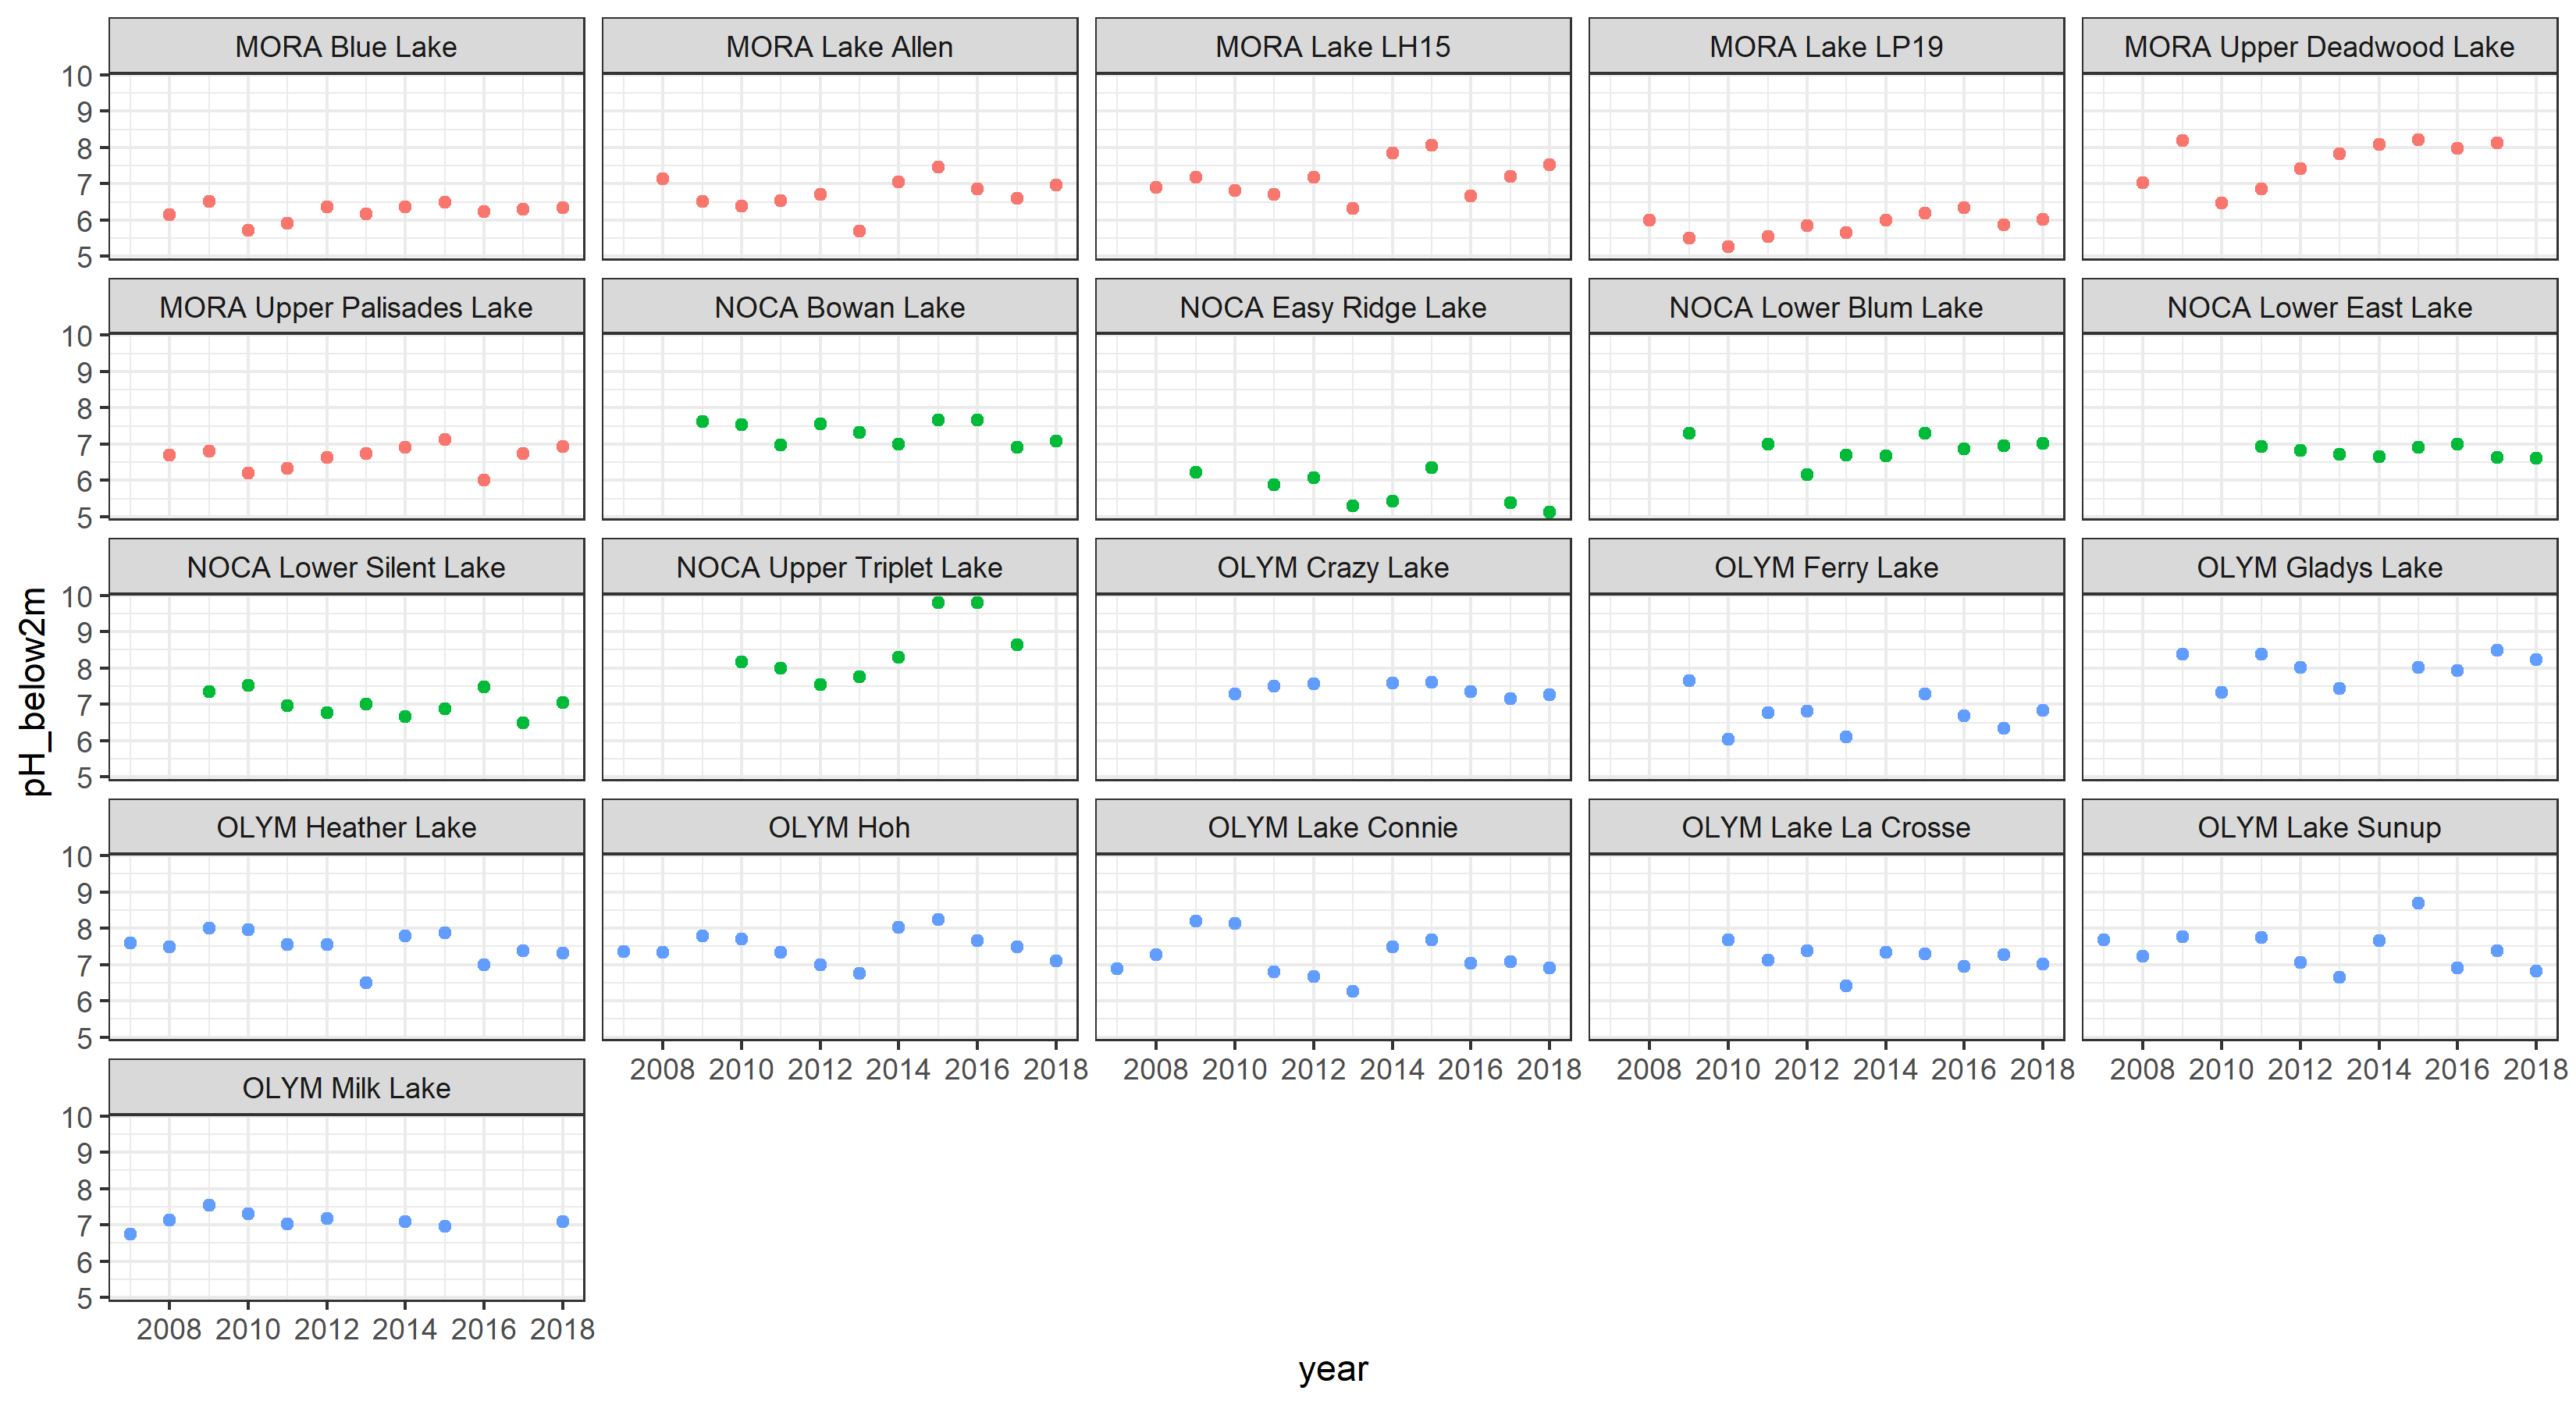 MORA Blue Lake
MORA Lake Allen
MORA Lake LH15
MORA Lake LP19
MORA Upper Deadwood Lake
10
9
8
7
6
5
MORA Upper Palisades Lake
NOCA Bowan Lake
NOCA Easy Ridge Lake
NOCA Lower Blum Lake
NOCA Lower East Lake
10
9
8
7
6
5
NOCA Lower Silent Lake
NOCA Upper Triplet Lake
OLYM Crazy Lake
OLYM Ferry Lake
OLYM Gladys Lake
10
9
8
7
6
5
pH_below2m
OLYM Heather Lake
OLYM Hoh
OLYM Lake Connie
OLYM Lake La Crosse
OLYM Lake Sunup
10
9
8
7
6
5
2008 2010 2012 2014 2016 2018
2008 2010 2012 2014 2016 2018
2008 2010 2012 2014 2016 2018
2008 2010 2012 2014 2016 2018
OLYM Milk Lake
10
9
8
7
6
5
2008 2010 2012 2014 2016 2018
year